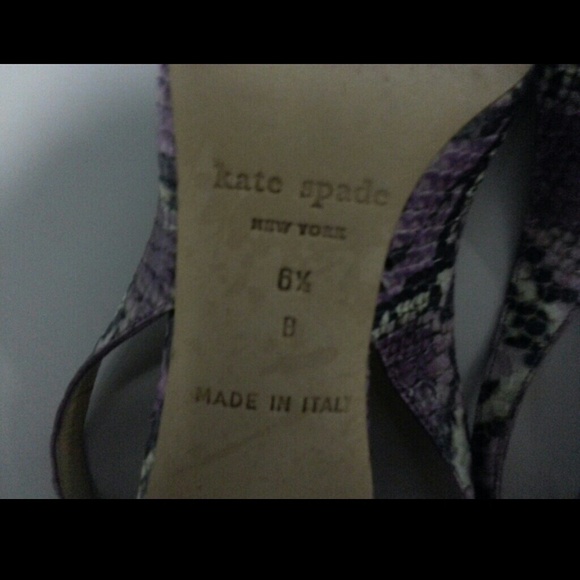 kate spade
NEW YORK
6½
B
MADE IN ITALY